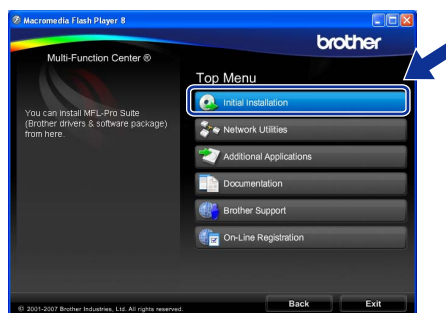 Macromedia Flash Player 8
brother
Multi-Function Center ®
Top Menu
Initial Installation
You can install MFL-Pro Suite
(Brother drivers & software package)
from here.
Network Utilities
Additional Applications
Documentation
Brother Support
On-Line Registration
© 2001-2007 Brother Industries, Ltd. All rights reserved.
Back
Exit